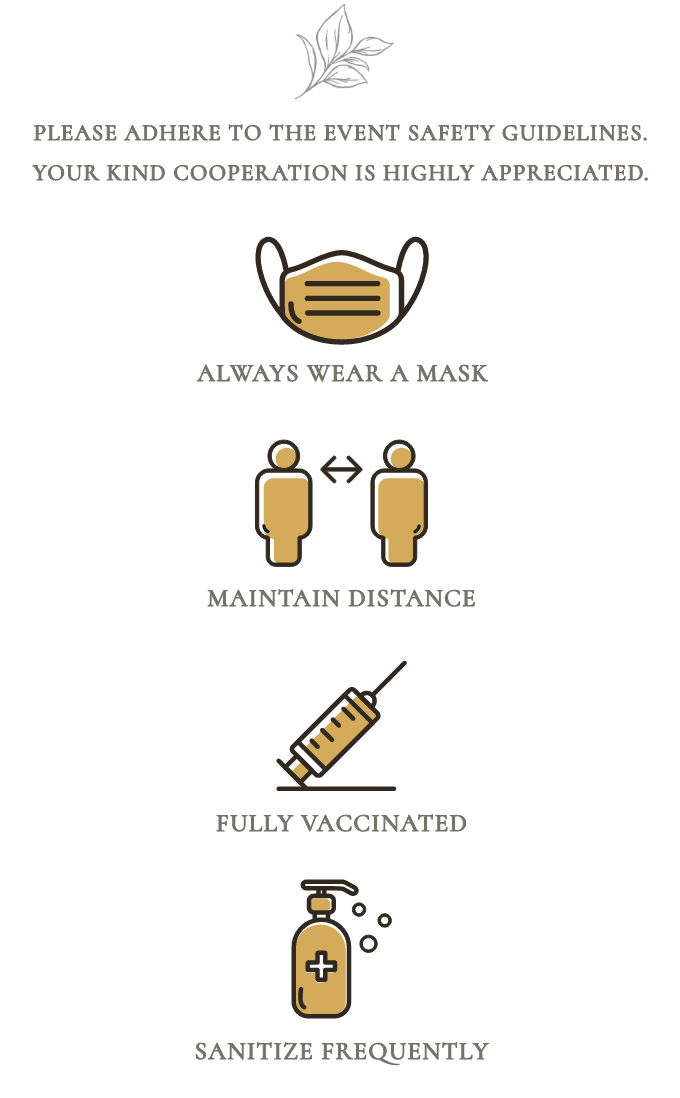 PLEASE ADHERE TO THE EVENT SAFETY GUIDELINES.
YOUR KIND COOPERATION IS HIGHLY APPRECIATED.
ALWAYS WEAR A MASK
MAINTAIN DISTANCE
FULLY VACCINATED
SANITIZE FREQUENTLY